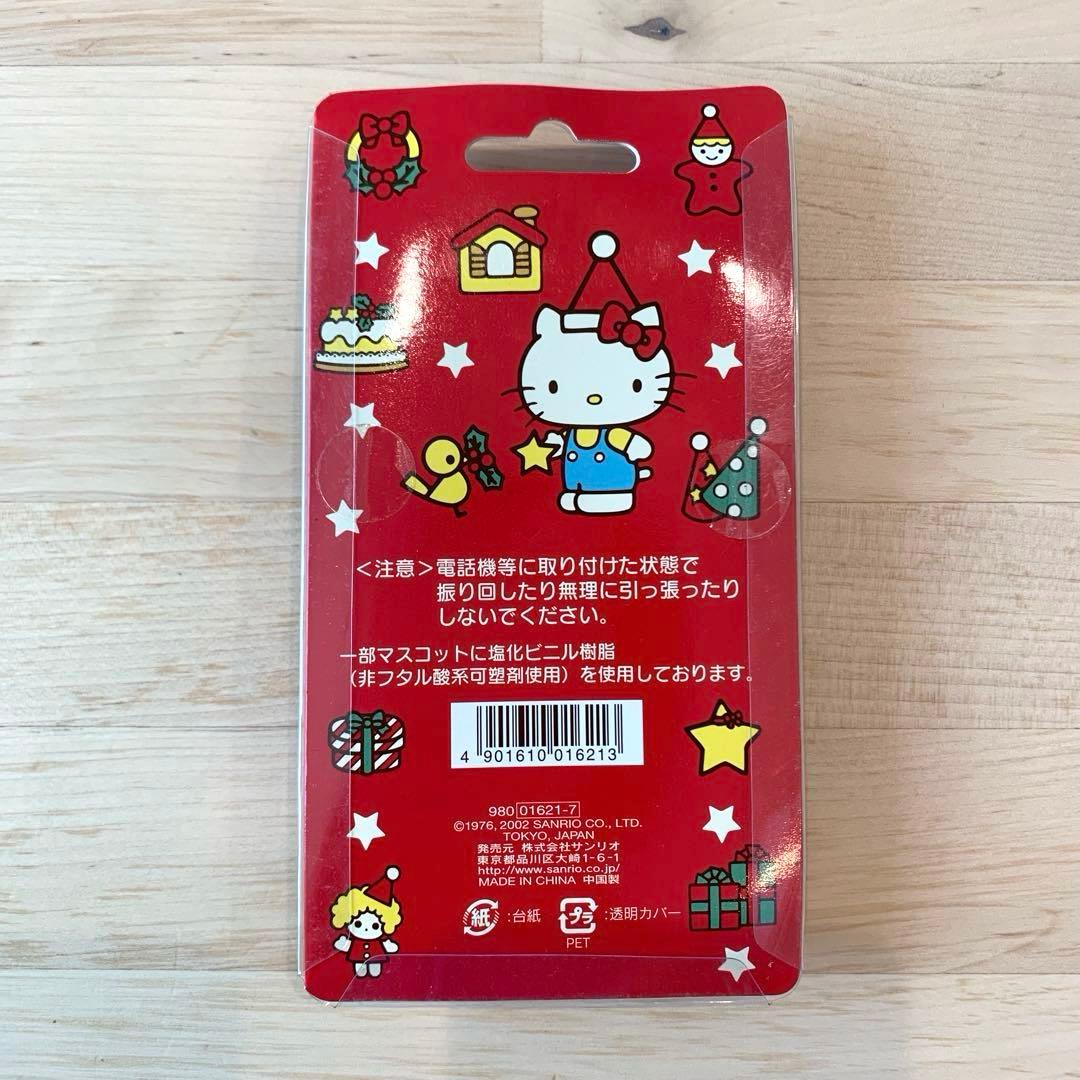 ＜注意＞電話機等に取り付けた状態で
振り回したり無理に引っ張ったり
しないでください。
一部マスコットに塩化ビニル樹脂
（非フタル酸系可塑剤使用）を使用しております。
4 901610 016213
980 01621-7
©1976, 2002 SANRIO CO., LTD.
TOKYO, JAPAN
発売元 株式会社サンリオ
東京都品川区大崎1-6-1
http://www.sanrio.co.jp/
MADE IN CHINA 中国製
紙 :台紙 プラ :透明カバー
PET